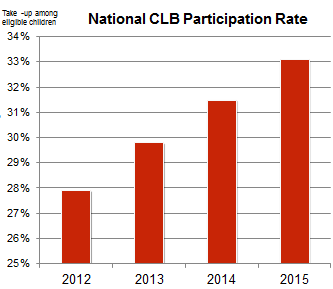 Take -up among
eligible children
National CLB Participation Rate
34%
33%
32%
31%
30%
29%
28%
27%
26%
25%
2012 2013 2014 2015